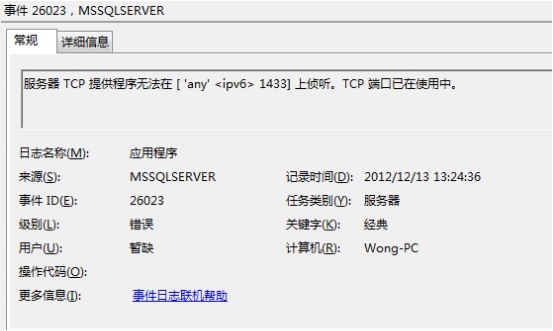 事件 26023，MSSQLSERVER
常规 详细信息
服务器 TCP 提供程序无法在 [ 'any' <ipv6> 1433] 上侦听。TCP 端口已在使用中。
日志名称(M): 应用程序
来源(S): MSSQLSERVER 记录时间(D): 2012/12/13 13:24:36
事件 ID(E): 26023 任务类别(Y): 服务器
级别(L): 错误 关键字(K): 经典
用户(U): 暂缺 计算机(R): Wong-PC
操作代码(O):
更多信息(I): 事件日志联机帮助